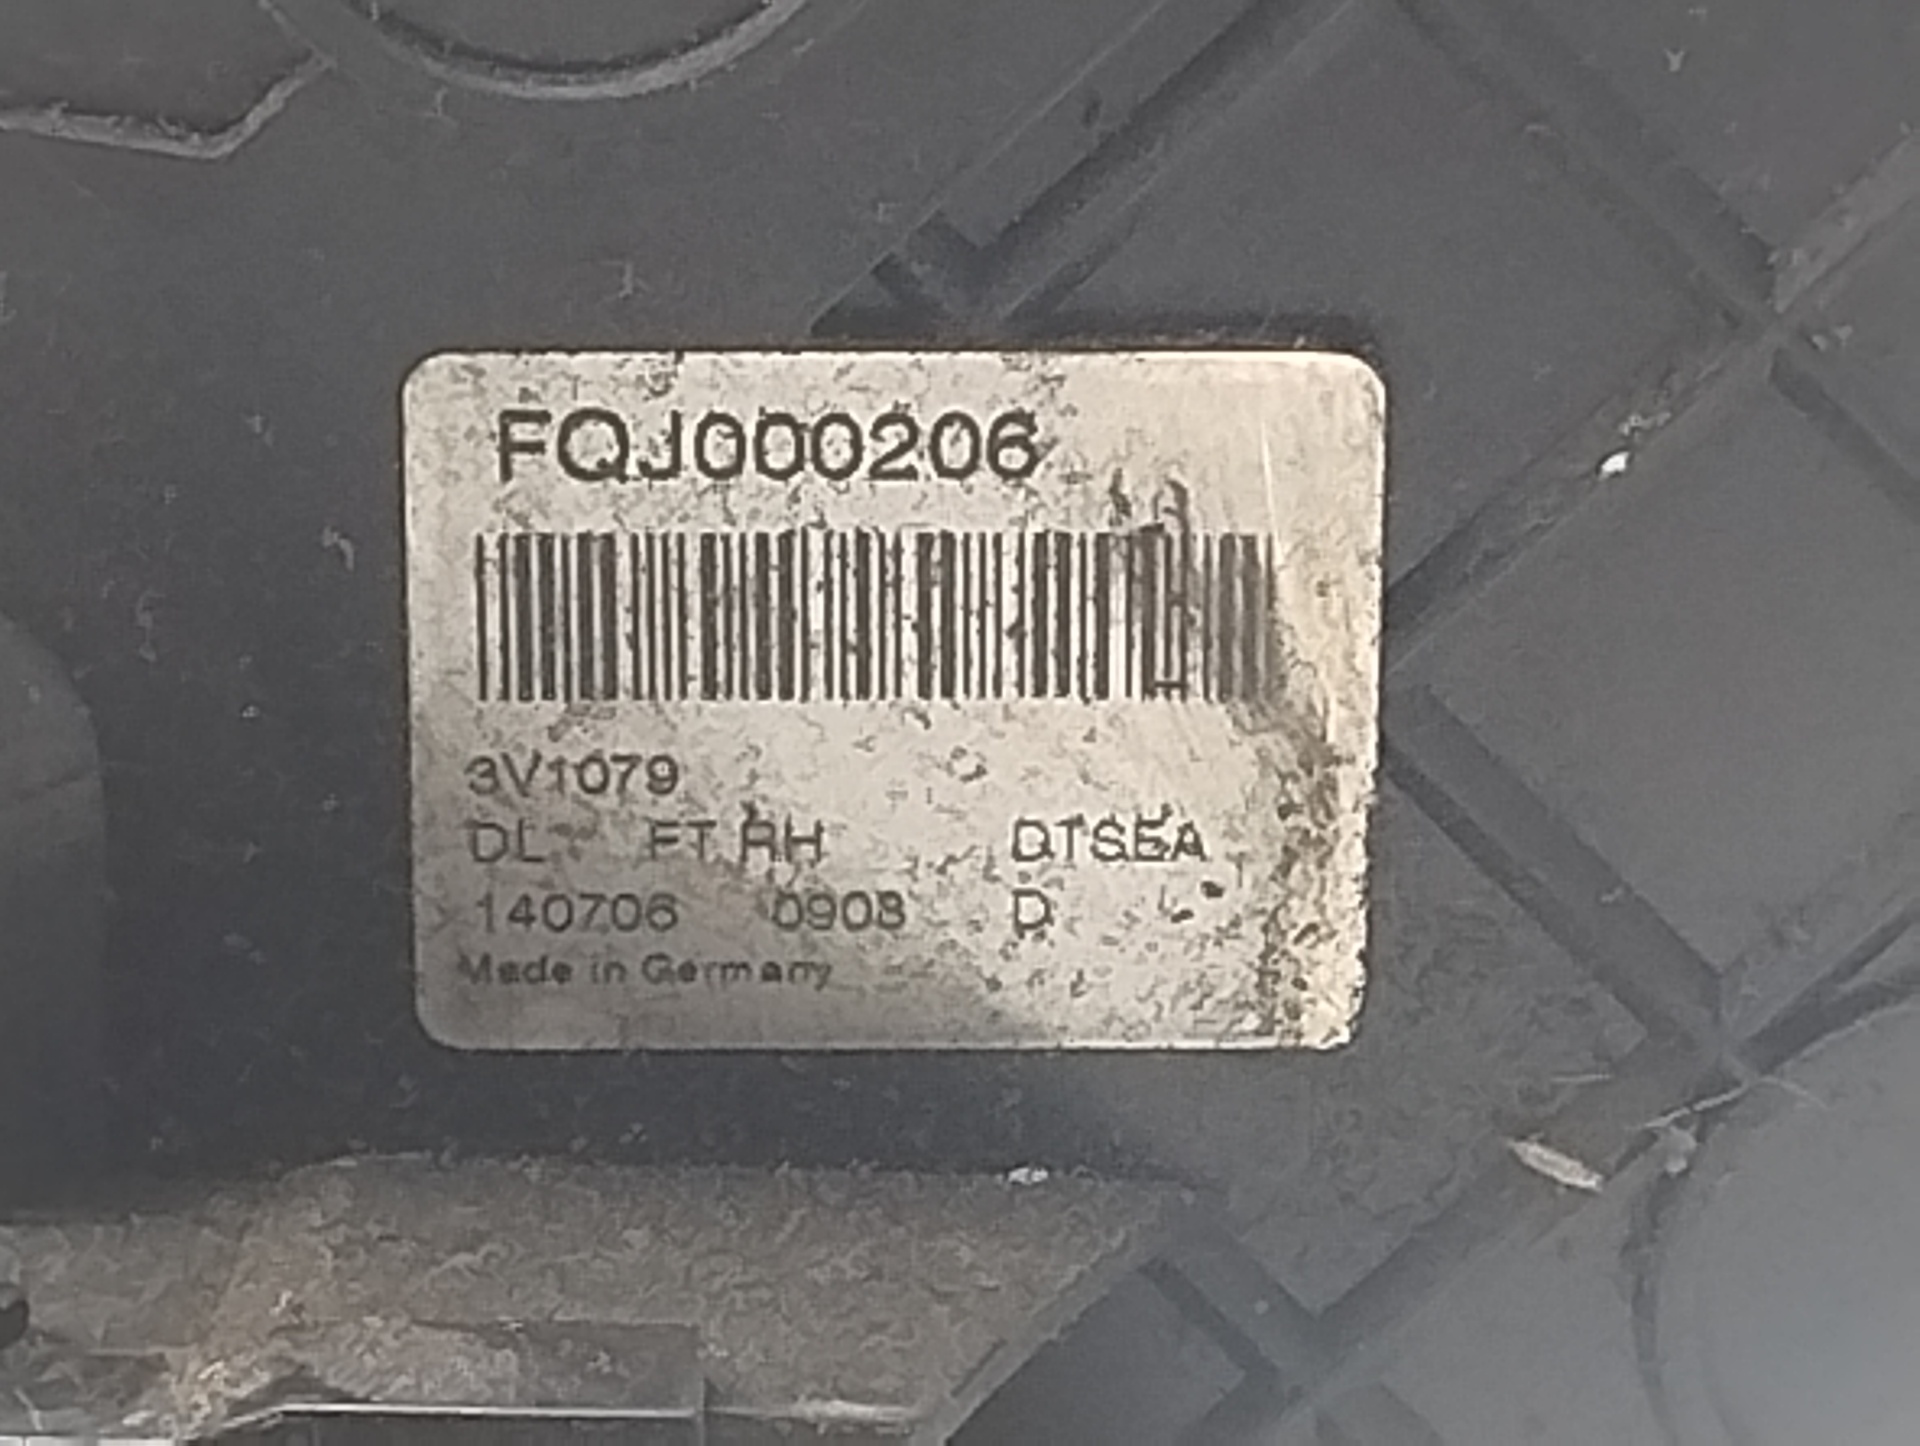 FQJ000206
3V1079
DL FT RH DTSEA
140706 0908 D
Made in Germany